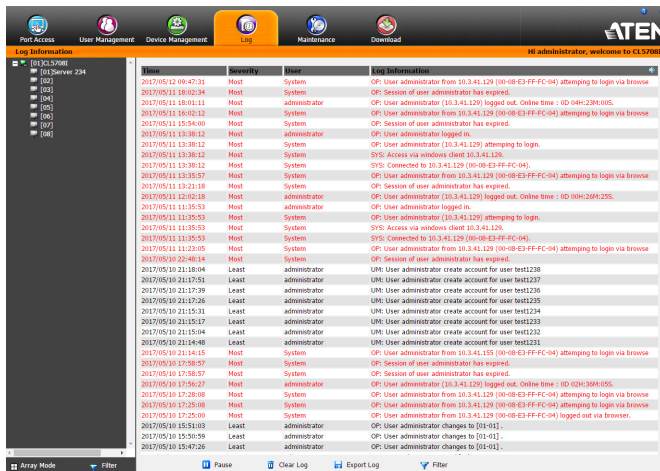 Port Access User Management Device Management Log Maintenance Download
ATEN
Log Information Hi administrator, welcome to CL5708I
[01]CL5708I
[01]Server 234
[02]
[03]
[04]
[05]
[06]
[07]
[08]
Time Severity User Log Information
2017/05/12 09:47:31 Most System OP: User administrator from 10.3.41.129 (00-08-E3-FF-FC-04) attemping to login via browse
2017/05/11 18:02:34 Most System OP: Session of user administrator has expired.
2017/05/11 18:01:11 Most administrator OP: User administrator (10.3.41.129) logged out. Online time : 0D 04H:23M:00S.
2017/05/11 16:02:12 Most System OP: User administrator from 10.3.41.129 (00-08-E3-FF-FC-04) attemping to login via browse
2017/05/11 15:54:00 Most System OP: Session of user administrator has expired.
2017/05/11 13:38:12 Most administrator OP: User administrator logged in.
2017/05/11 13:38:12 Most System OP: User administrator (10.3.41.129) attemping to login.
2017/05/11 13:38:12 Most System SYS: Access via windows client 10.3.41.129.
2017/05/11 13:38:12 Most System SYS: Connected to 10.3.41.129 (00-08-E3-FF-FC-04).
2017/05/11 13:35:57 Most System OP: User administrator from 10.3.41.129 (00-08-E3-FF-FC-04) attemping to login via browse
2017/05/11 13:21:18 Most System OP: Session of user administrator has expired.
2017/05/11 12:02:18 Most administrator OP: User administrator (10.3.41.129) logged out. Online time : 0D 00H:26M:25S.
2017/05/11 11:35:53 Most administrator OP: User administrator logged in.
2017/05/11 11:35:53 Most System OP: User administrator (10.3.41.129) attemping to login.
2017/05/11 11:35:53 Most System SYS: Access via windows client 10.3.41.129.
2017/05/11 11:35:53 Most System SYS: Connected to 10.3.41.129 (00-08-E3-FF-FC-04).
2017/05/11 11:23:05 Most System OP: User administrator from 10.3.41.129 (00-08-E3-FF-FC-04) attemping to login via browse
2017/05/10 22:48:14 Most System OP: Session of user administrator has expired.
2017/05/10 21:18:04 Least administrator UM: User administrator create account for user test1238
2017/05/10 21:17:51 Least administrator UM: User administrator create account for user test1237
2017/05/10 21:17:39 Least administrator UM: User administrator create account for user test1236
2017/05/10 21:17:26 Least administrator UM: User administrator create account for user test1235
2017/05/10 21:15:31 Least administrator UM: User administrator create account for user test1234
2017/05/10 21:15:17 Least administrator UM: User administrator create account for user test1233
2017/05/10 21:15:04 Least administrator UM: User administrator create account for user test1232
2017/05/10 21:14:48 Least administrator UM: User administrator create account for user test1231
2017/05/10 21:14:15 Most System OP: User administrator from 10.3.41.155 (00-08-E3-FF-FC-04) attemping to login via browse
2017/05/10 17:58:57 Most System OP: Session of user administrator has expired.
2017/05/10 17:58:57 Most System OP: Session of user administrator has expired.
2017/05/10 17:56:27 Most administrator OP: User administrator (10.3.41.129) logged out. Online time : 0D 02H:36M:05S.
2017/05/10 17:28:08 Most System OP: User administrator from 10.3.41.129 (00-08-E3-FF-FC-04) attemping to login via browse
2017/05/10 17:25:08 Most System OP: User administrator from 10.3.41.129 (00-08-E3-FF-FC-04) attemping to login via browse
2017/05/10 17:25:00 Most System OP: User administrator from 10.3.41.129 (00-08-E3-FF-FC-04) logged out via browser.
2017/05/10 15:51:03 Least administrator OP: User administrator changes to [01-01] .
2017/05/10 15:50:59 Least administrator OP: User administrator changes to [01-01] .
2017/05/10 15:47:26 Least administrator OP: User administrator changes to [01-01] .
Array Mode Filter Pause Clear Log Export Log Filter